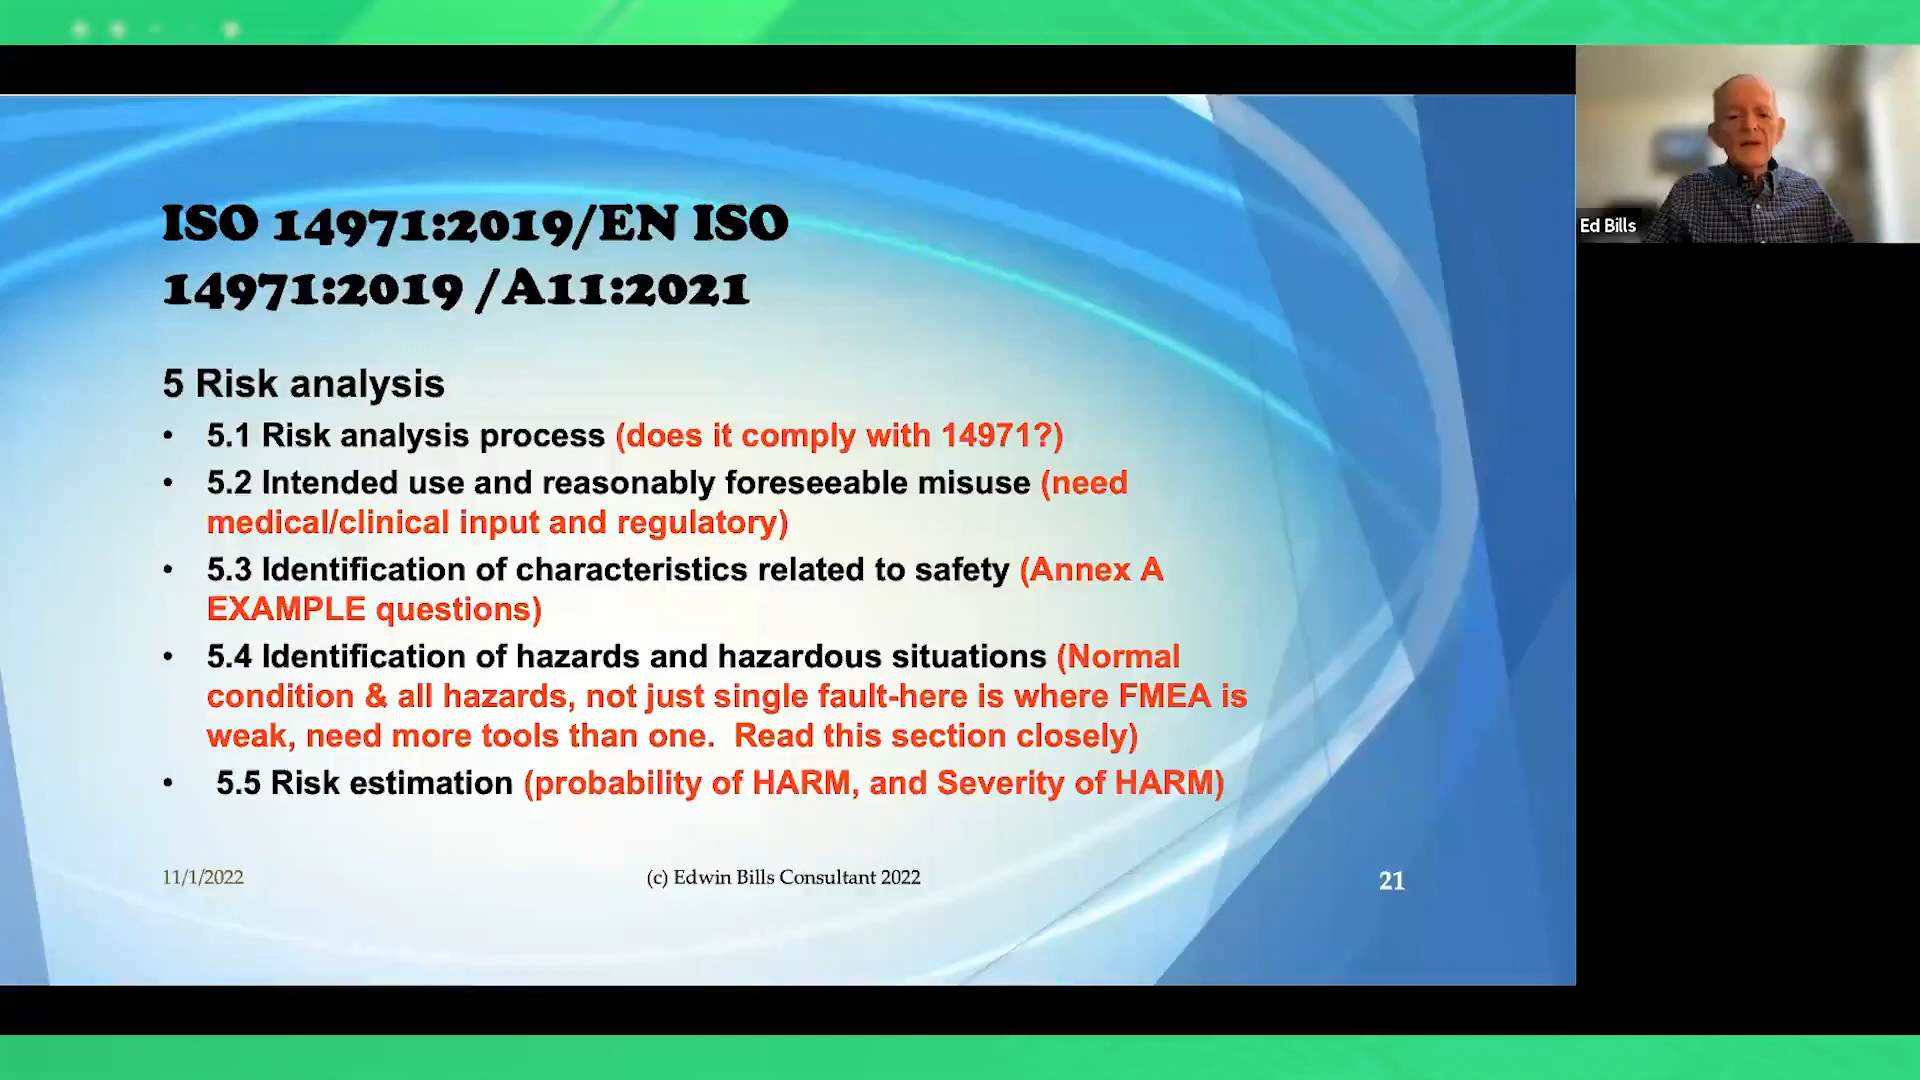 ISO 14971:2019/EN ISO
14971:2019 /A11:2021
5 Risk analysis
• 5.1 Risk analysis process (does it comply with 14971?)
• 5.2 Intended use and reasonably foreseeable misuse (need
medical/clinical input and regulatory)
• 5.3 Identification of characteristics related to safety (Annex A
EXAMPLE questions)
• 5.4 Identification of hazards and hazardous situations (Normal
condition & all hazards, not just single fault-here is where FMEA is
weak, need more tools than one. Read this section closely)
• 5.5 Risk estimation (probability of HARM, and Severity of HARM)
11/1/2022
(c) Edwin Bills Consultant 2022
21
Ed Bills